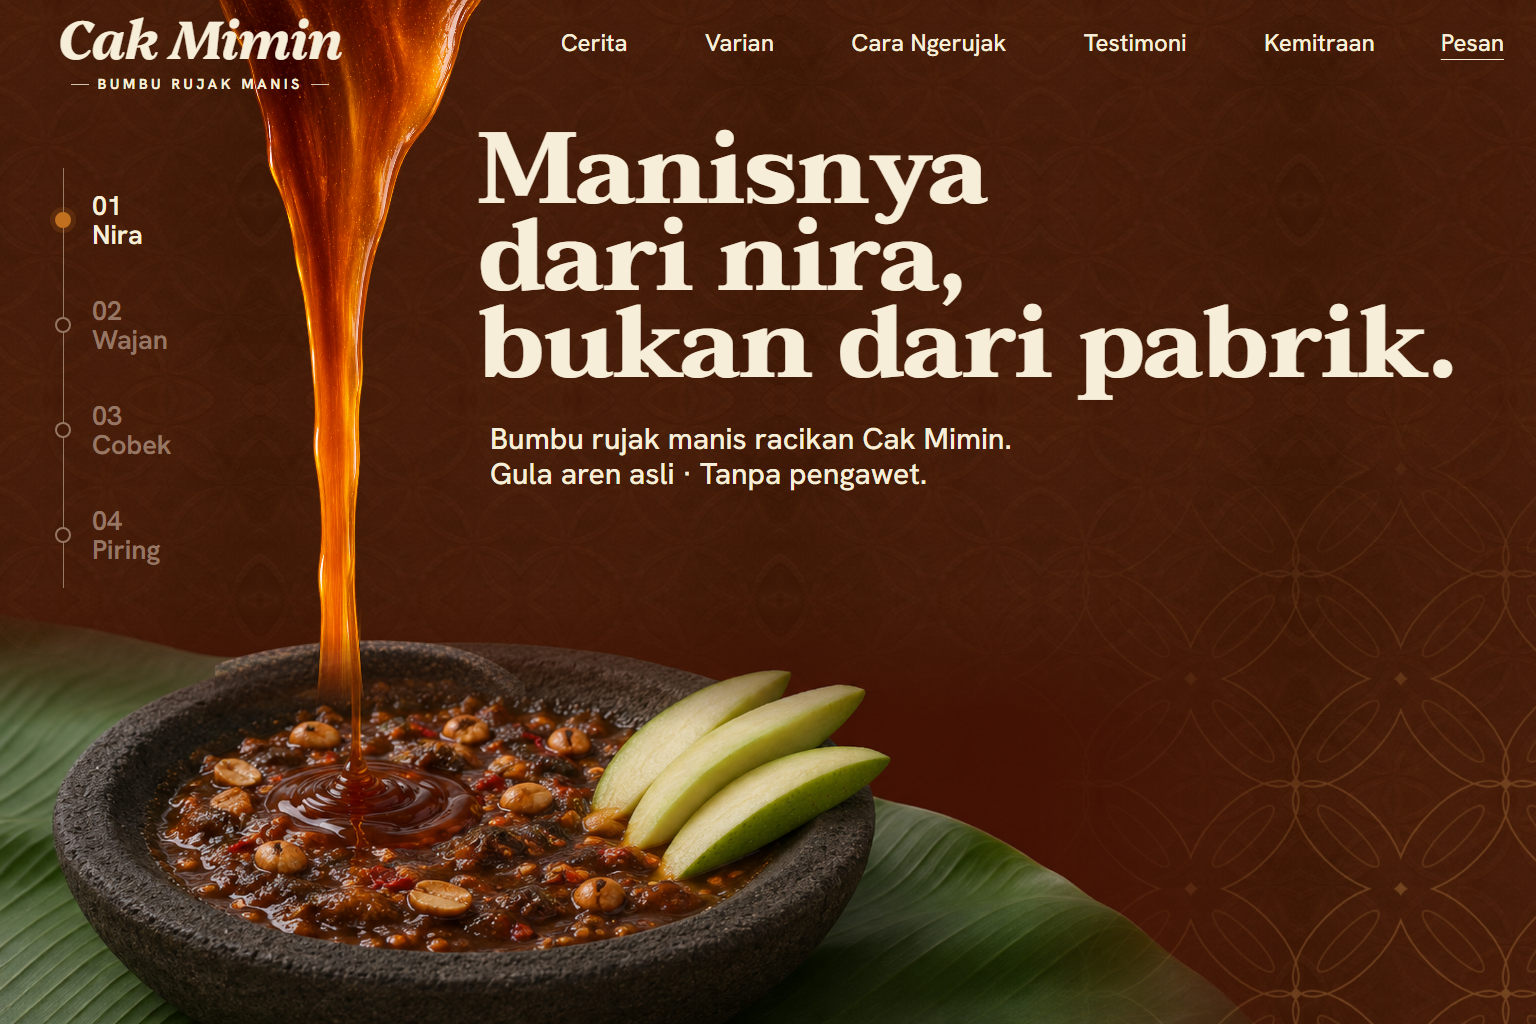 Cak Mimin
BUMBU RUJAK MANIS
Cerita Varian Cara Ngerujak Testimoni Kemitraan Pesan
Manisnya
dari nira,
bukan dari pabrik.
Bumbu rujak manis racikan Cak Mimin.
Gula aren asli · Tanpa pengawet.
01
Nira
02
Wajan
03
Cobek
04
Piring